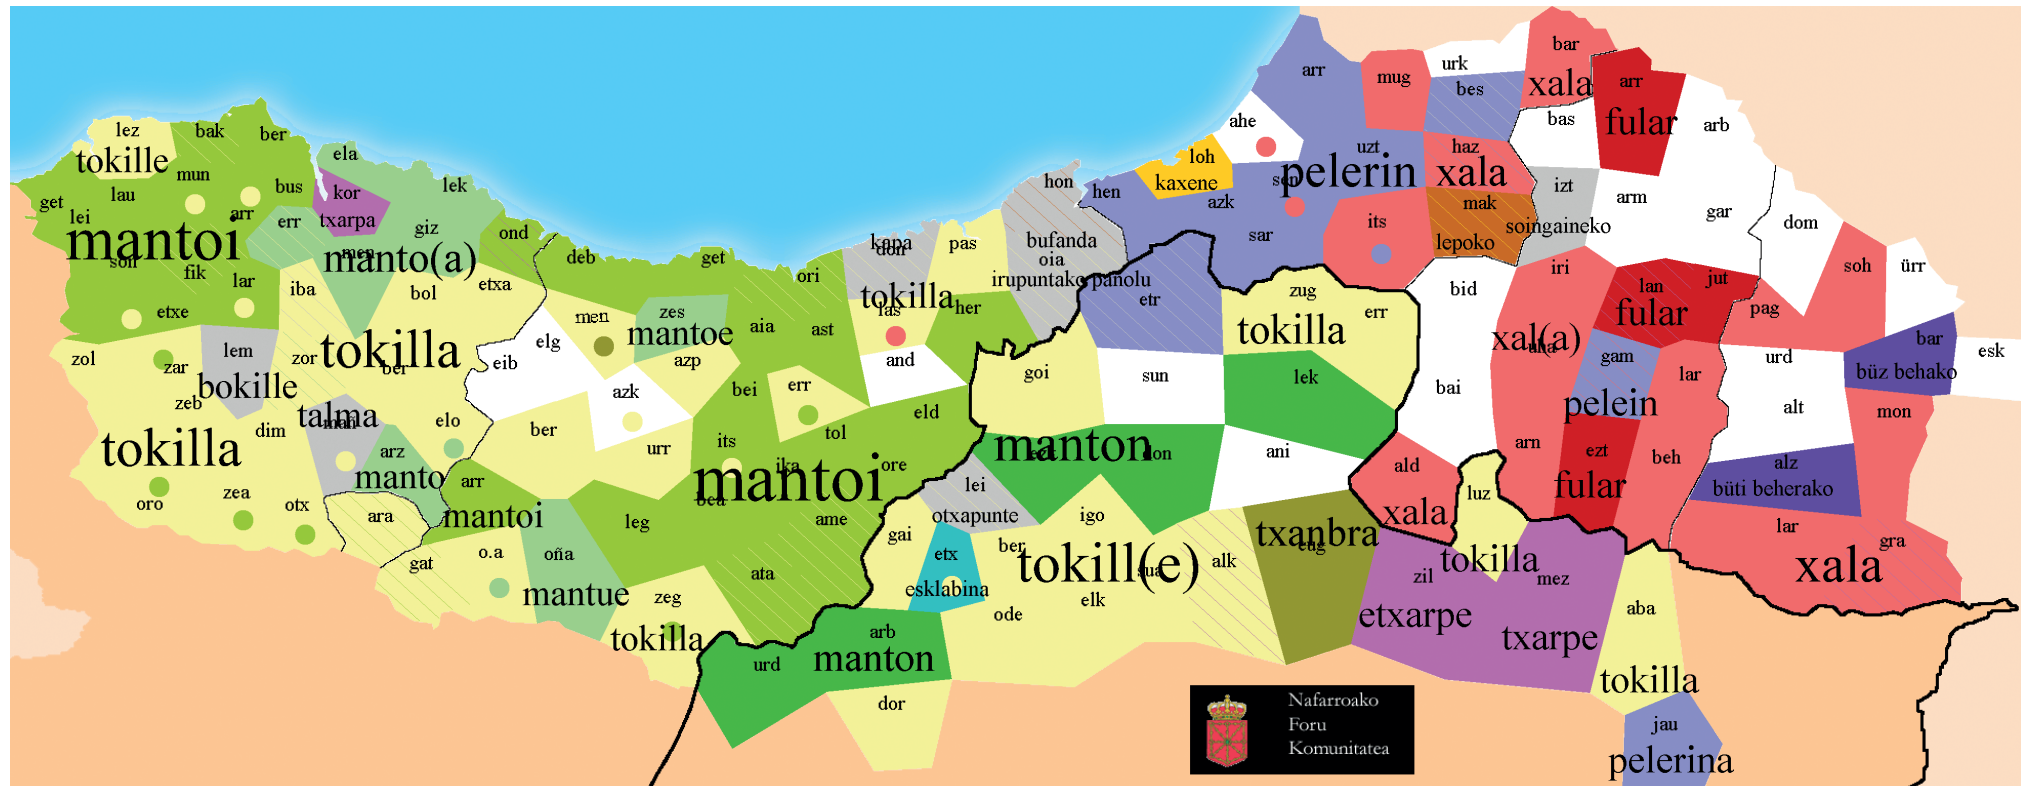 lez
bak
ber
tokille
mun
get
lau
lei
arr
bus
mantoi
soн
fik
lar
etxe
ela
kor
txarpa
lek
err
giz
men
manto(a)
ond
iba
bol
etxa
zol
zar
lem
bokille
zeb
dim
zor
tokilla
talma
mañ
elo
arz
manto
tokilla
oro
zea
otx
ara
gat
arr
mantoi
o.a
oña
mantue
deb
get
ori
men
zes
mantoe
aia
ast
elg
eib
azp
azk
bei
err
ber
urr
its
tol
eld
ika
ore
mantoi
leg
ame
ata
zeg
tokilla
kapa
don
pas
tokilla
las
her
and
hon
bufanda
oia
irupuntako pañolu
hen
loh
kaxene
azk
ahe
sar
arr
mug
urk
bes
uzt
pelerin
haz
xala
its
mak
lepoko
bar
xala
arr
fular
bas
arb
izt
soingaineko
arm
gar
dom
soh
ürr
pag
iri
lan
jut
fular
xal(a)
bid
bai
gam
pelein
lar
arn
ezt
fular
beh
urd
bar
büz behako
esk
alt
mon
alz
büti beherako
lar
gra
xala
etr
zug
err
tokilla
goi
sun
lek
manton
don
ani
lei
otxapunte
gai
etx
esklabina
igo
ber
tokill(e)
alk
elk
ode
txanbra
eug
ald
xala
luz
tokilla
zil
mez
etxarpe
txarpe
aba
tokilla
jau
pelerina
arb
manton
urd
dor
Nafarroako
Foru
Komunitatea